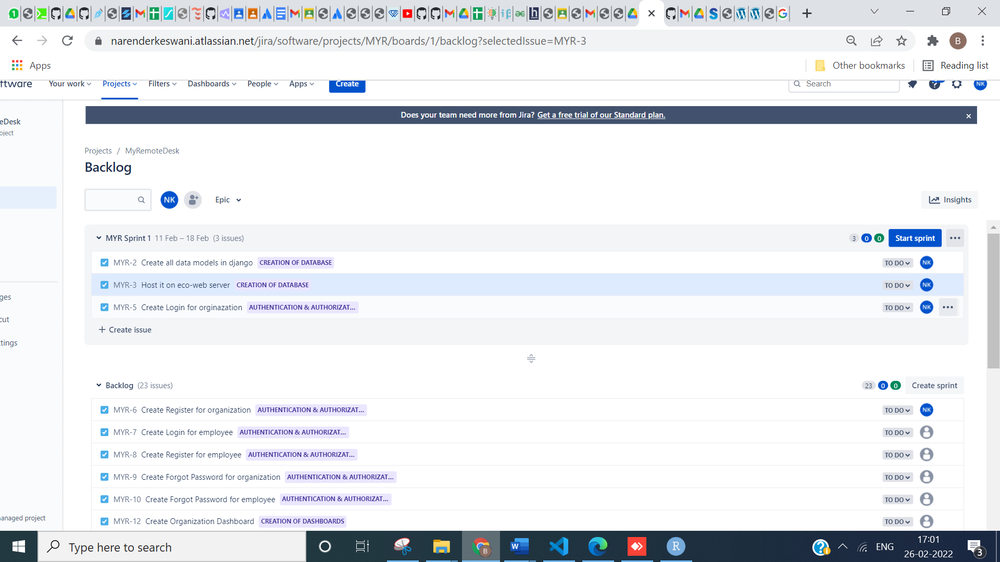 narenderkeswani.atlassian.net/jira/software/projects/MYR/boards/1/backlog?selectedIssue=MYR-3
B
Apps
Other bookmarks
Reading list
ftware
Your work
Projects
Filters
Dashboards
People
Apps
Create
Search
NK
eDesk
oject
Does your team need more from Jira? Get a free trial of our Standard plan.
Projects / MyRemoteDesk
Backlog
NK
Epic
Insights
MYR Sprint 1 11 Feb – 18 Feb (3 issues)
3 0 0
Start sprint
MYR-2 Create all data models in django CREATION OF DATABASE TO DO NK
MYR-3 Host it on eco-web server CREATION OF DATABASE TO DO NK
MYR-5 Create Login for orginazation AUTHENTICATION & AUTHORIZAT... TO DO NK
+ Create issue
ges
cut
ttings
Backlog (23 issues)
23 0 0
Create sprint
MYR-6 Create Register for organization AUTHENTICATION & AUTHORIZAT... TO DO NK
MYR-7 Create Login for employee AUTHENTICATION & AUTHORIZAT... TO DO
MYR-8 Create Register for employee AUTHENTICATION & AUTHORIZAT... TO DO
MYR-9 Create Forgot Password for organization AUTHENTICATION & AUTHORIZAT... TO DO
MYR-10 Create Forgot Password for employee AUTHENTICATION & AUTHORIZAT... TO DO
anaged project
MYR-12 Create Organization Dashboard CREATION OF DASHBOARDS TO DO
Type here to search
ENG
17:01
26-02-2022
3